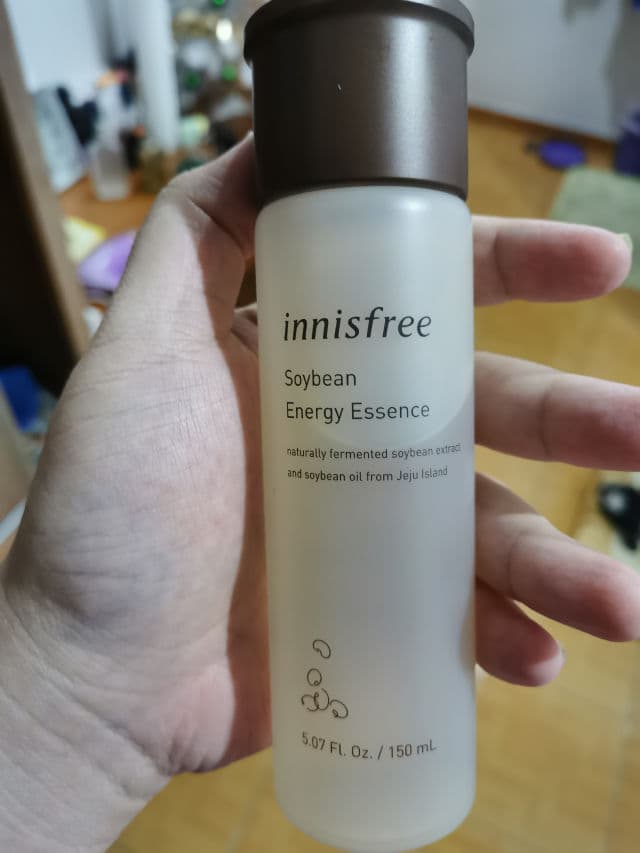 innisfree
Soybean
Energy Essence
naturally fermented soybean extract
and soybean oil from Jeju Island
5.07 Fl. Oz. / 150 mL